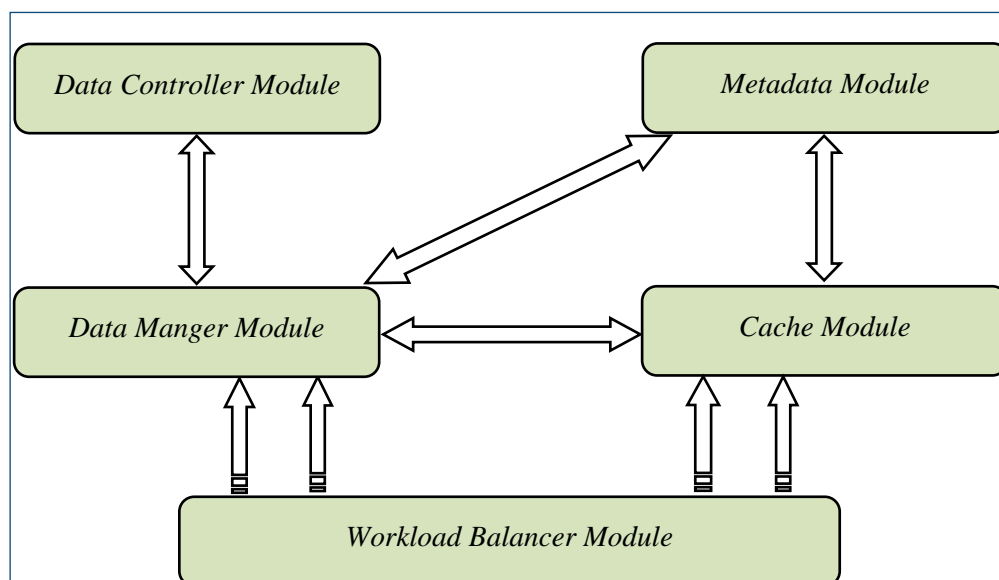 Data Controller Module
Metadata Module
Data Manger Module
Cache Module
Workload Balancer Module